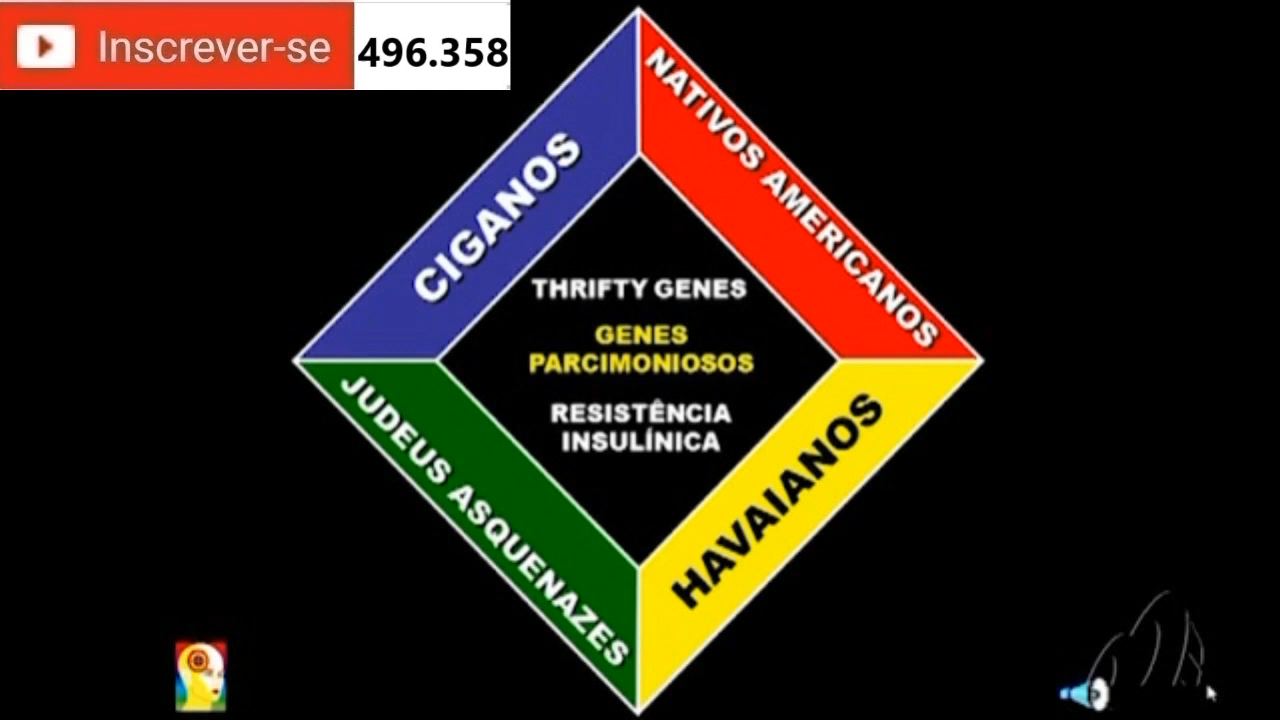 Inscrever-se
496.358
CIGANOS
NATIVOS AMERICANOS
THRIFTY GENES
GENES
PARCIMONIOSOS
RESISTÊNCIA
INSULÍNICA
JUDEUS ASQUENAZES
HAVAIANOS